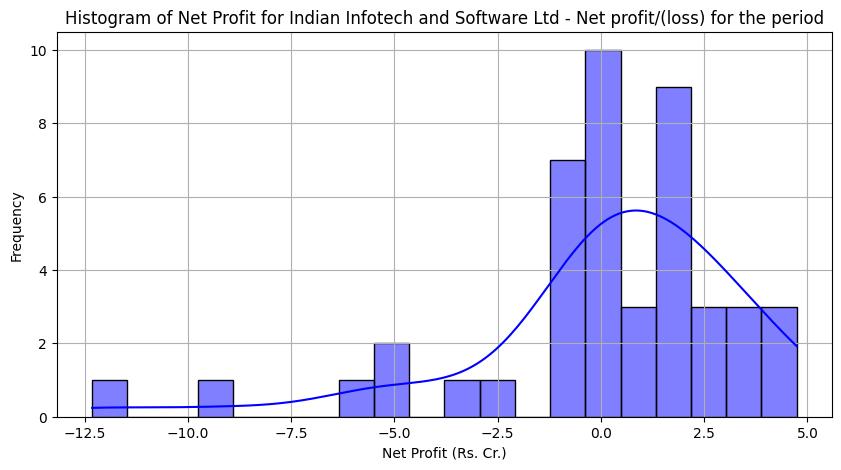 Histogram of Net Profit for Indian Infotech and Software Ltd - Net profit/(loss) for the period
10
8
6
4
2
0
Frequency
−12.5 −10.0 −7.5 −5.0 −2.5 0.0 2.5 5.0
Net Profit (Rs. Cr.)